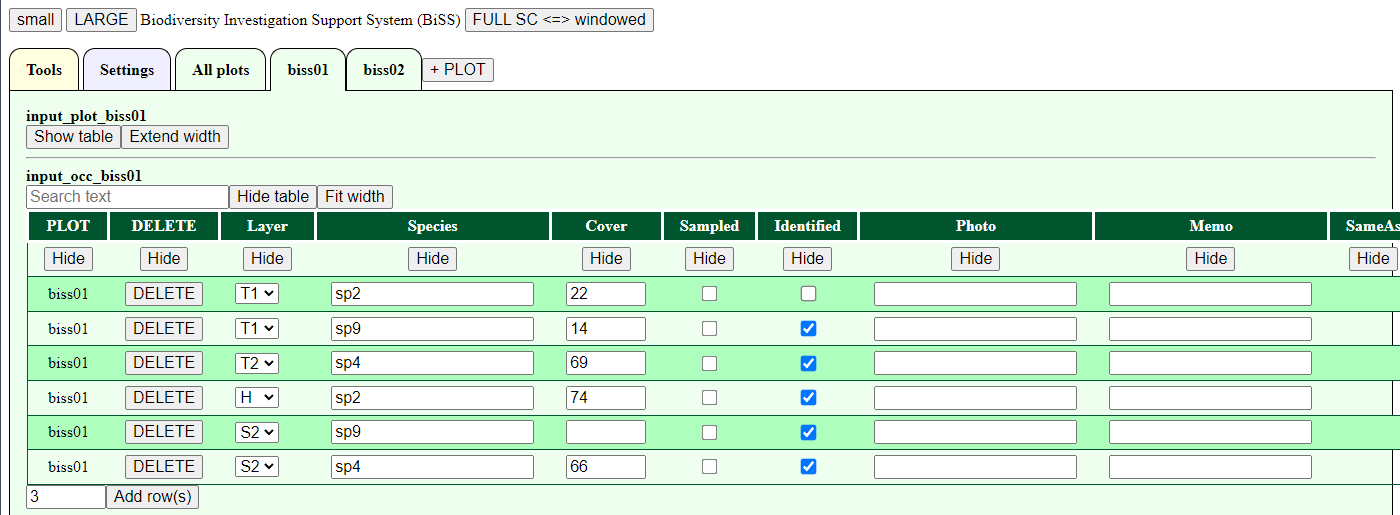 small LARGE Biodiversity Investigation Support System (BiSS) FULL SC <=> windowed
Tools Settings All plots biss01 biss02 + PLOT
input_plot_biss01
Show table Extend width
input_occ_biss01
Search text Hide table Fit width
PLOT DELETE Layer Species Cover Sampled Identified Photo Memo SameAs
Hide Hide Hide Hide Hide Hide Hide Hide Hide Hide
biss01 DELETE T1 sp2 22
biss01 DELETE T1 sp9 14
biss01 DELETE T2 sp4 69
biss01 DELETE H sp2 74
biss01 DELETE S2 sp9
biss01 DELETE S2 sp4 66
3 Add row(s)